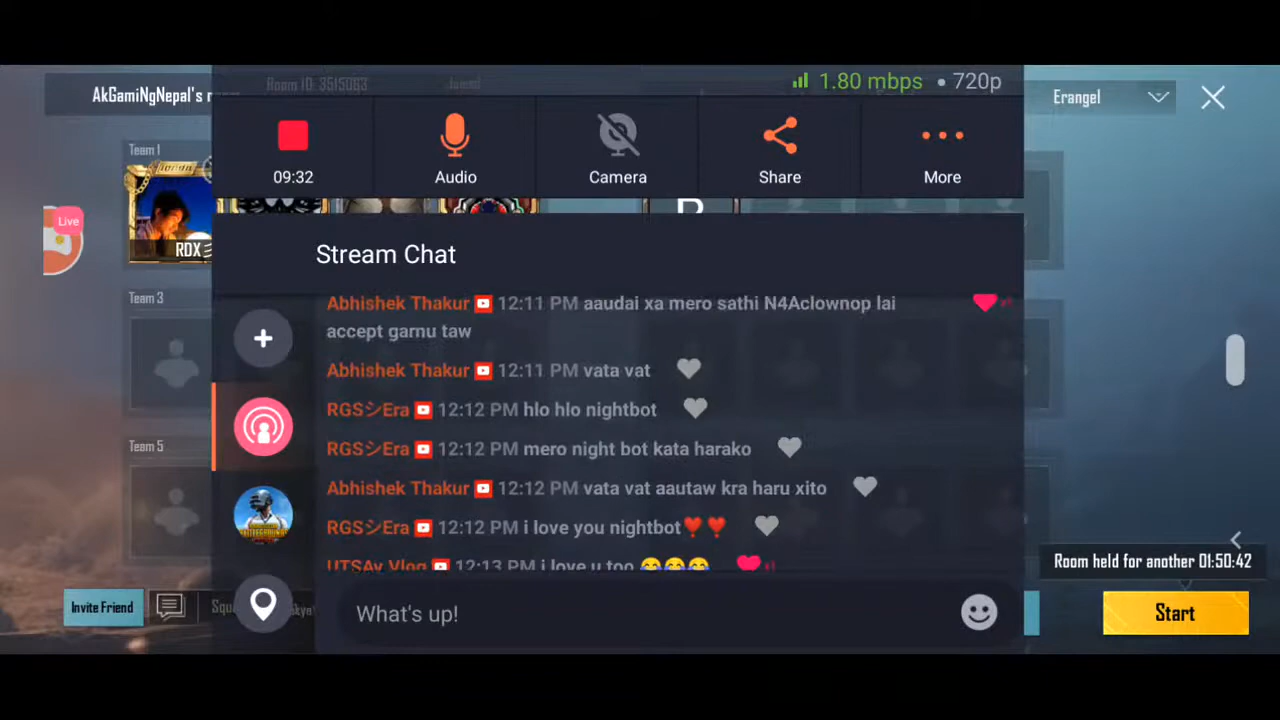 AkGamiNgNepal's r
Room ID: 3515083
Joined
1.80 mbps • 720p
Erangel
Team 1
09:32
Audio
Camera
Share
More
Live
RDX
Stream Chat
Team 3
Abhishek Thakur 12:11 PM aaudai xa mero sathi N4Aclownop lai
accept garnu taw
Abhishek Thakur 12:11 PM vata vat
RGSシEra 12:12 PM hlo hlo nightbot
Team 5
RGSシEra 12:12 PM mero night bot kata harako
Abhishek Thakur 12:12 PM vata vat aautaw kra haru xito
RGSシEra 12:12 PM i love you nightbot❣️❣️
UTSAv Vlog 12:13 PM i love u too 😂😂😂
Room held for another 01:50:42
Invite Friend
What's up!
Start